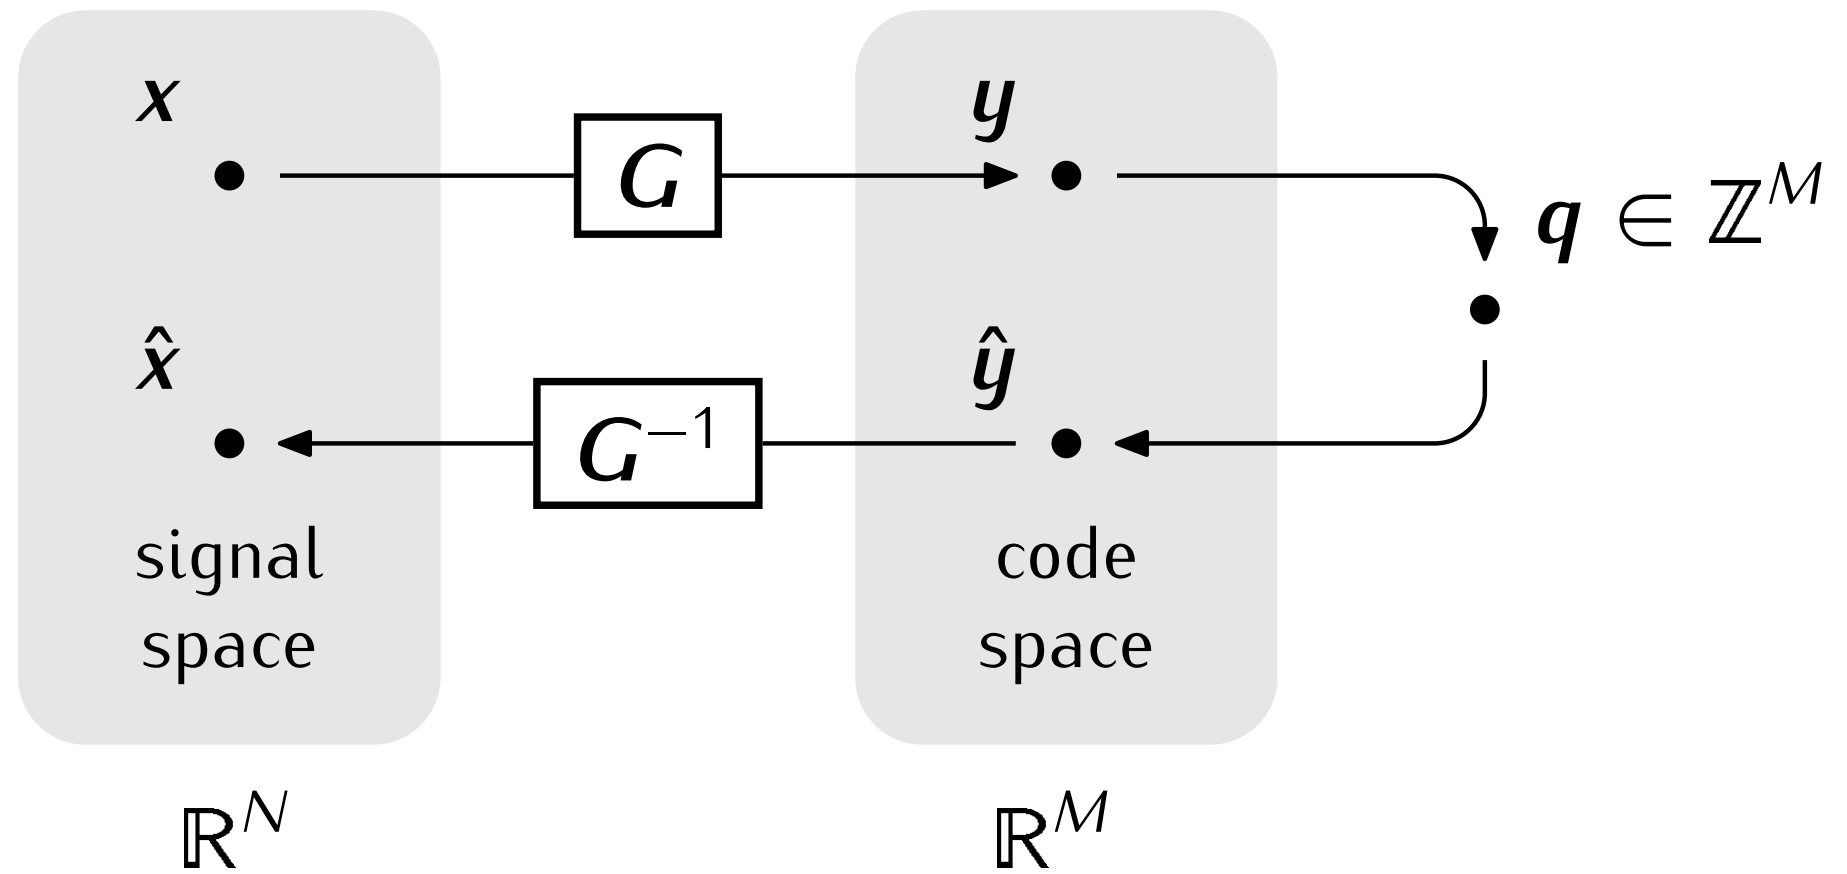 x
G
y
q ∈ ℤ^M
x̂
G^−1
ŷ
signal
space
code
space
ℝ^N
ℝ^M